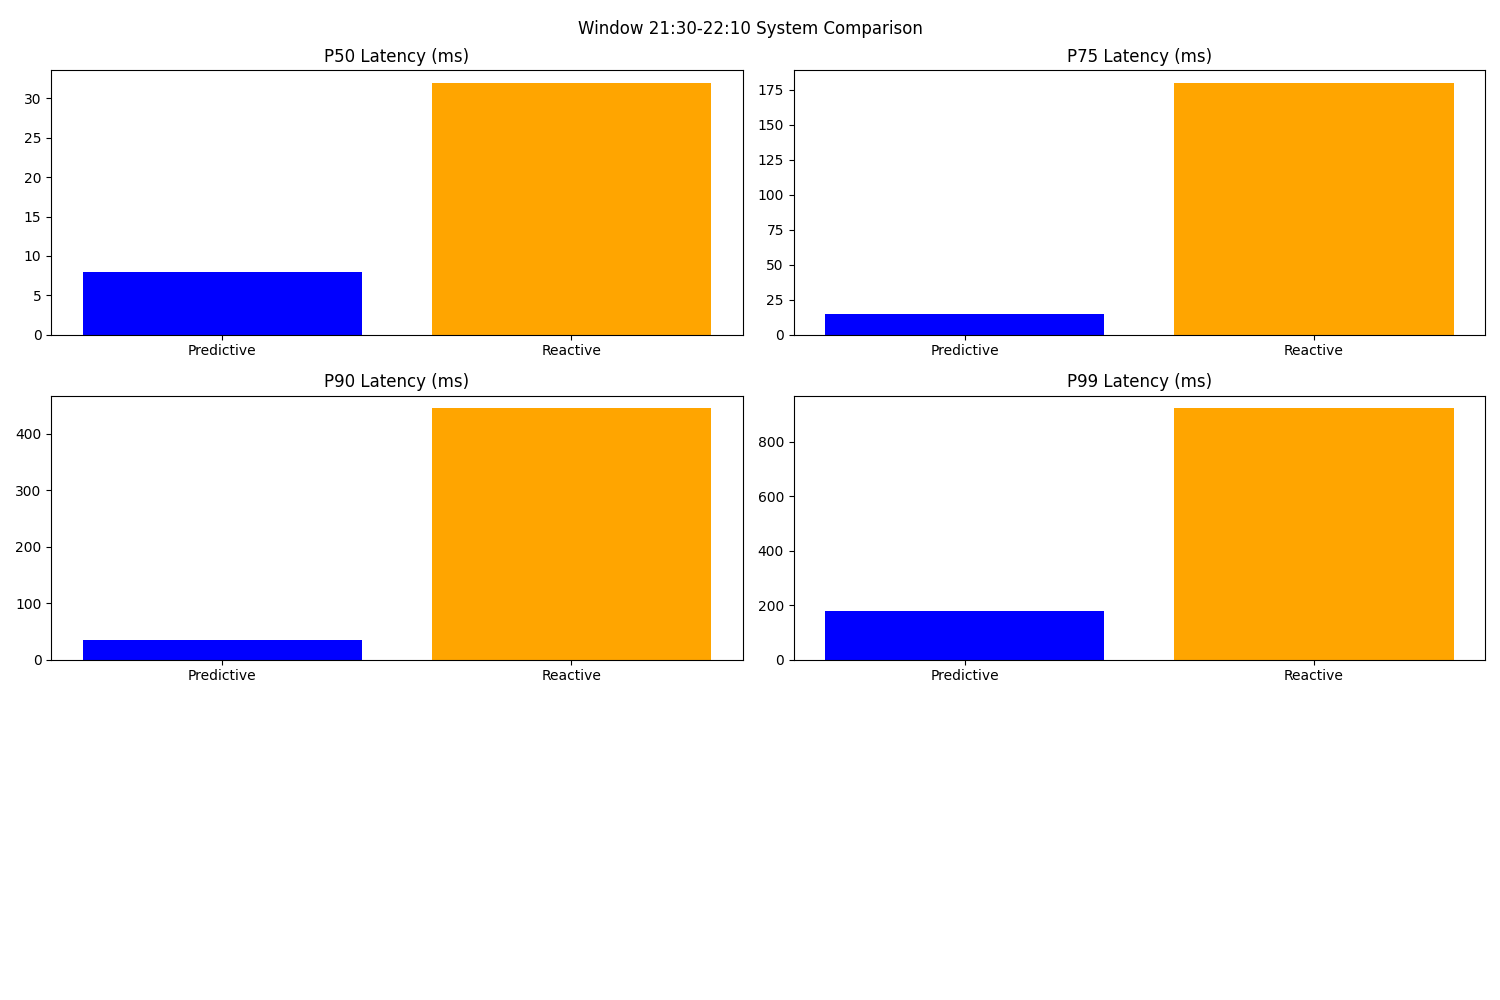 Window 21:30-22:10 System Comparison
P50 Latency (ms)
30
25
20
15
10
5
0
Predictive Reactive
P75 Latency (ms)
175
150
125
100
75
50
25
0
Predictive Reactive
P90 Latency (ms)
400
300
200
100
0
Predictive Reactive
P99 Latency (ms)
800
600
400
200
0
Predictive Reactive